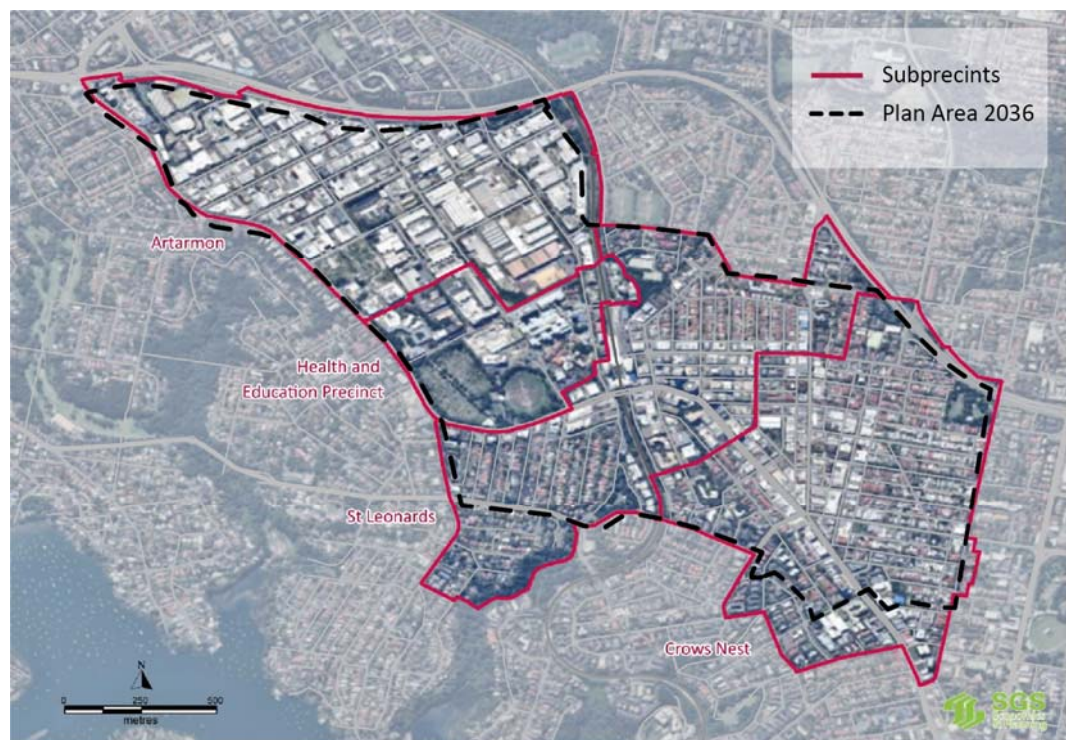 Subprecints
Plan Area 2036
Artarmon
Health and
Education Precinct
St Leonards
Crows Nest
N
0 250 500
metres
SGS